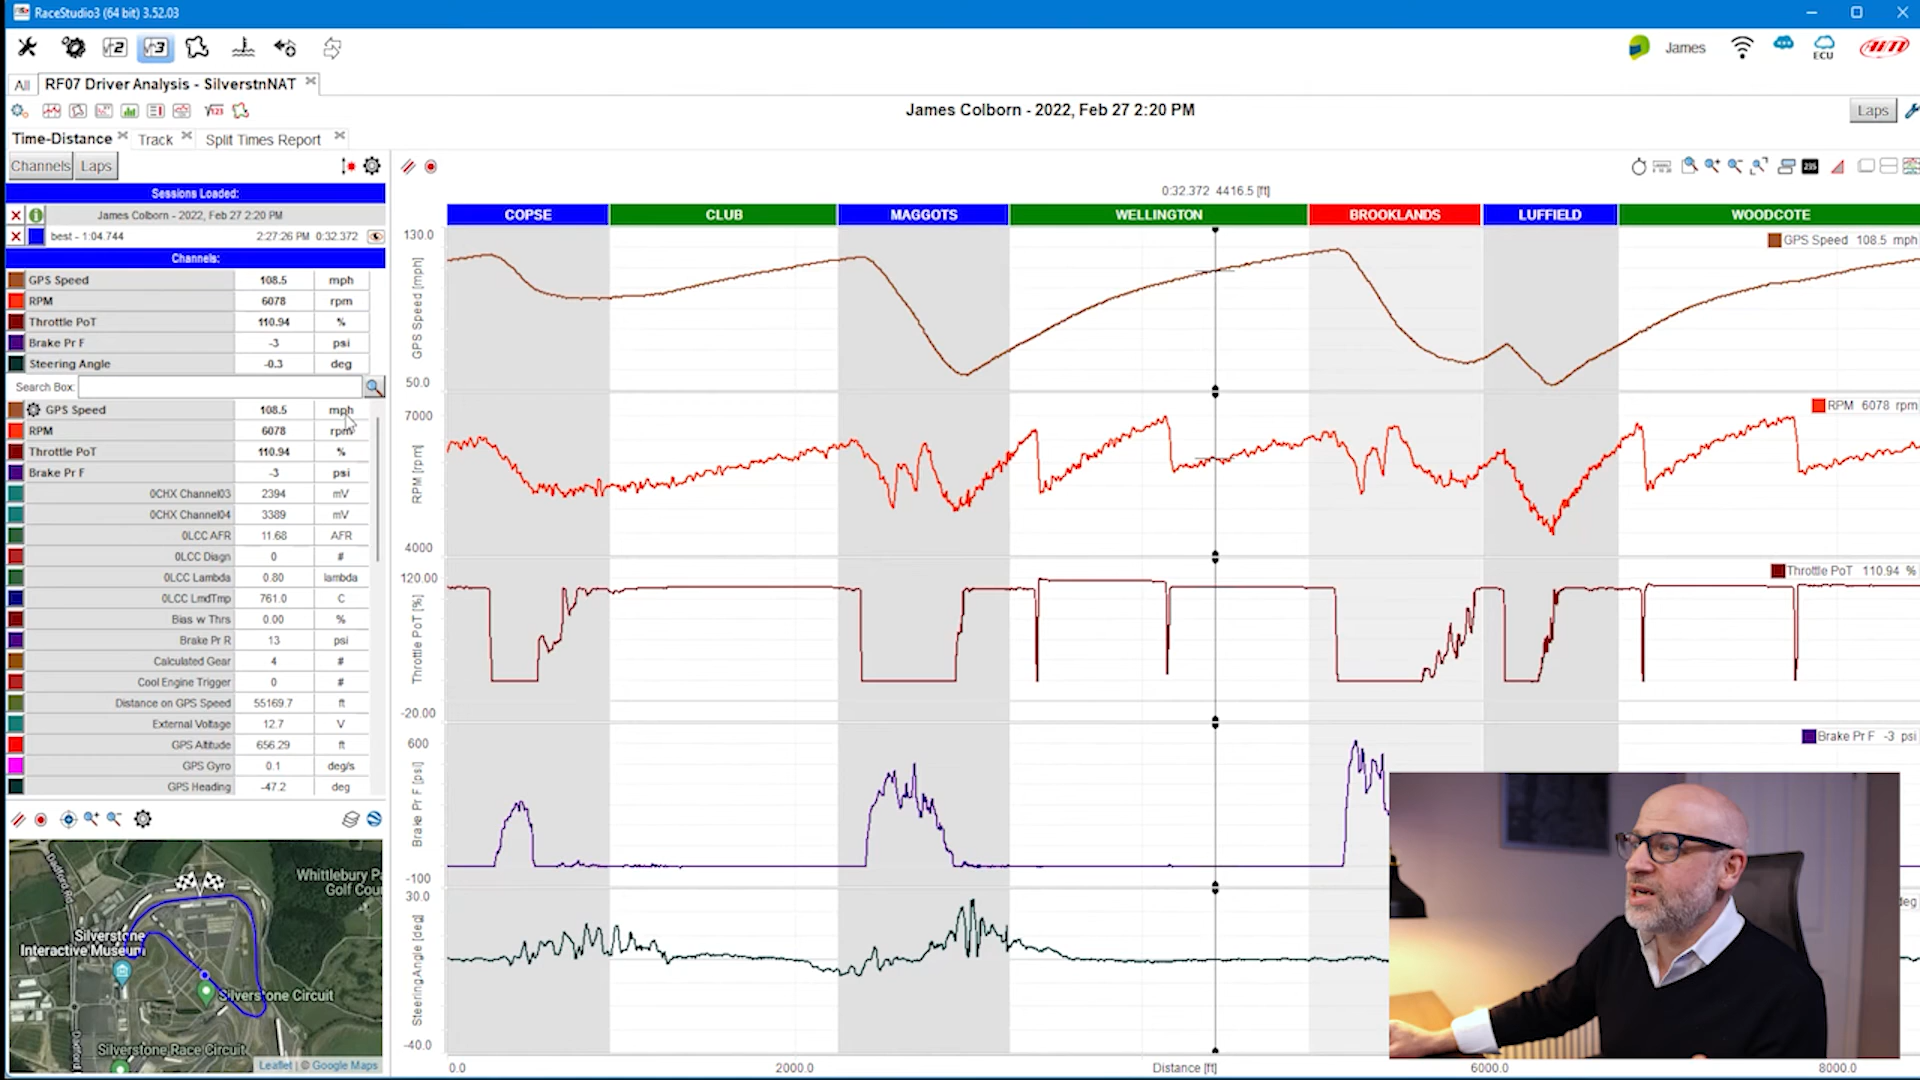 RaceStudio3 (64 bit) 3.52.03
2 3 James ECU AiM
All RF07 Driver Analysis - SilverstnNAT
James Colborn - 2022, Feb 27 2:20 PM Laps
Time-Distance Track Split Times Report
Channels Laps
0:32.372 4416.5 [ft]
Sessions Loaded:
James Colborn - 2022, Feb 27 2:20 PM
best - 1:04.744 2:27:26 PM 0:32.372
Channels:
GPS Speed 108.5 mph
RPM 6078 rpm
Throttle PoT 110.94 %
Brake Pr F -3 psi
Steering Angle -0.3 deg
Search Box:
GPS Speed 108.5 mph
RPM 6078 rpm
Throttle PoT 110.94 %
Brake Pr F -3 psi
0CHX Channel03 2394 mV
0CHX Channel04 3389 mV
0LCC AFR 11.68 AFR
0LCC Diagn 0 #
0LCC Lambda 0.80 lambda
0LCC LmdTmp 761.0 C
Bias w Thrs 0.00 %
Brake Pr R 13 psi
Calculated Gear 4 #
Cool Engine Trigger 0 #
Distance on GPS Speed 55169.7 ft
External Voltage 12.7 V
GPS Altitude 656.29 ft
GPS Gyro 0.1 deg/s
GPS Heading -47.2 deg
COPSE CLUB MAGGOTS WELLINGTON BROOKLANDS LUFFIELD WOODCOTE
130.0
GPS Speed [mph]
50.0
GPS Speed 108.5 mph
7000
RPM [rpm]
4000
RPM 6078 rpm
120.00
Throttle PoT [%]
-20.00
Throttle PoT 110.94 %
600
Brake Pr F [psi]
-100
Brake Pr F -3 psi
30.0
Steering Angle [deg]
-40.0
deg
0.0 2000.0 Distance [ft] 6000.0 8000.0
Dadford Rd
Whittlebury Pa
Golf Cou
Silverstone
Interactive Museum
Silverstone Circuit
Silverstone Race Circuit
Leaflet | © Google Maps